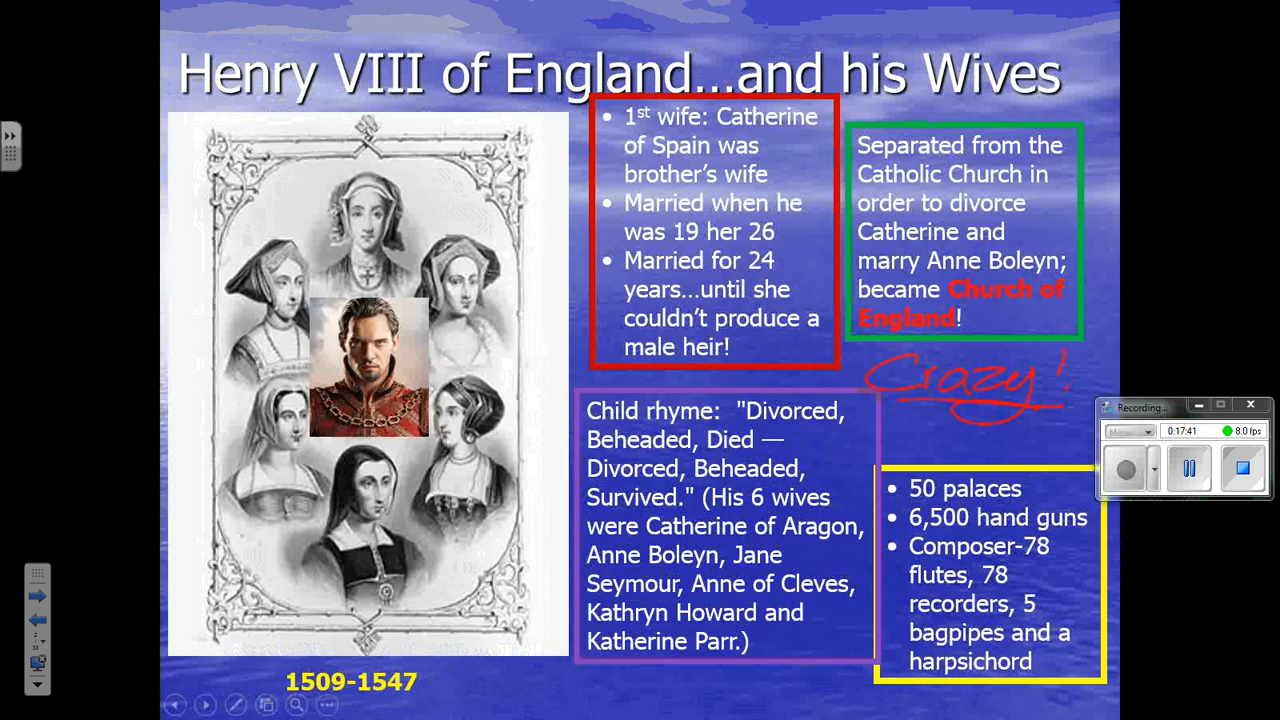 Henry VIII of England...and his Wives
• 1st wife: Catherine
of Spain was
brother's wife
• Married when he
was 19 her 26
• Married for 24
years...until she
couldn't produce a
male heir!
Separated from the
Catholic Church in
order to divorce
Catherine and
marry Anne Boleyn;
became Church of
England!
Crazy!
Child rhyme: "Divorced,
Beheaded, Died —
Divorced, Beheaded,
Survived." (His 6 wives
were Catherine of Aragon,
Anne Boleyn, Jane
Seymour, Anne of Cleves,
Kathryn Howard and
Katherine Parr.)
• 50 palaces
• 6,500 hand guns
• Composer-78
flutes, 78
recorders, 5
bagpipes and a
harpsichord
1509-1547
Recording...
0:17:41 8.0 fps